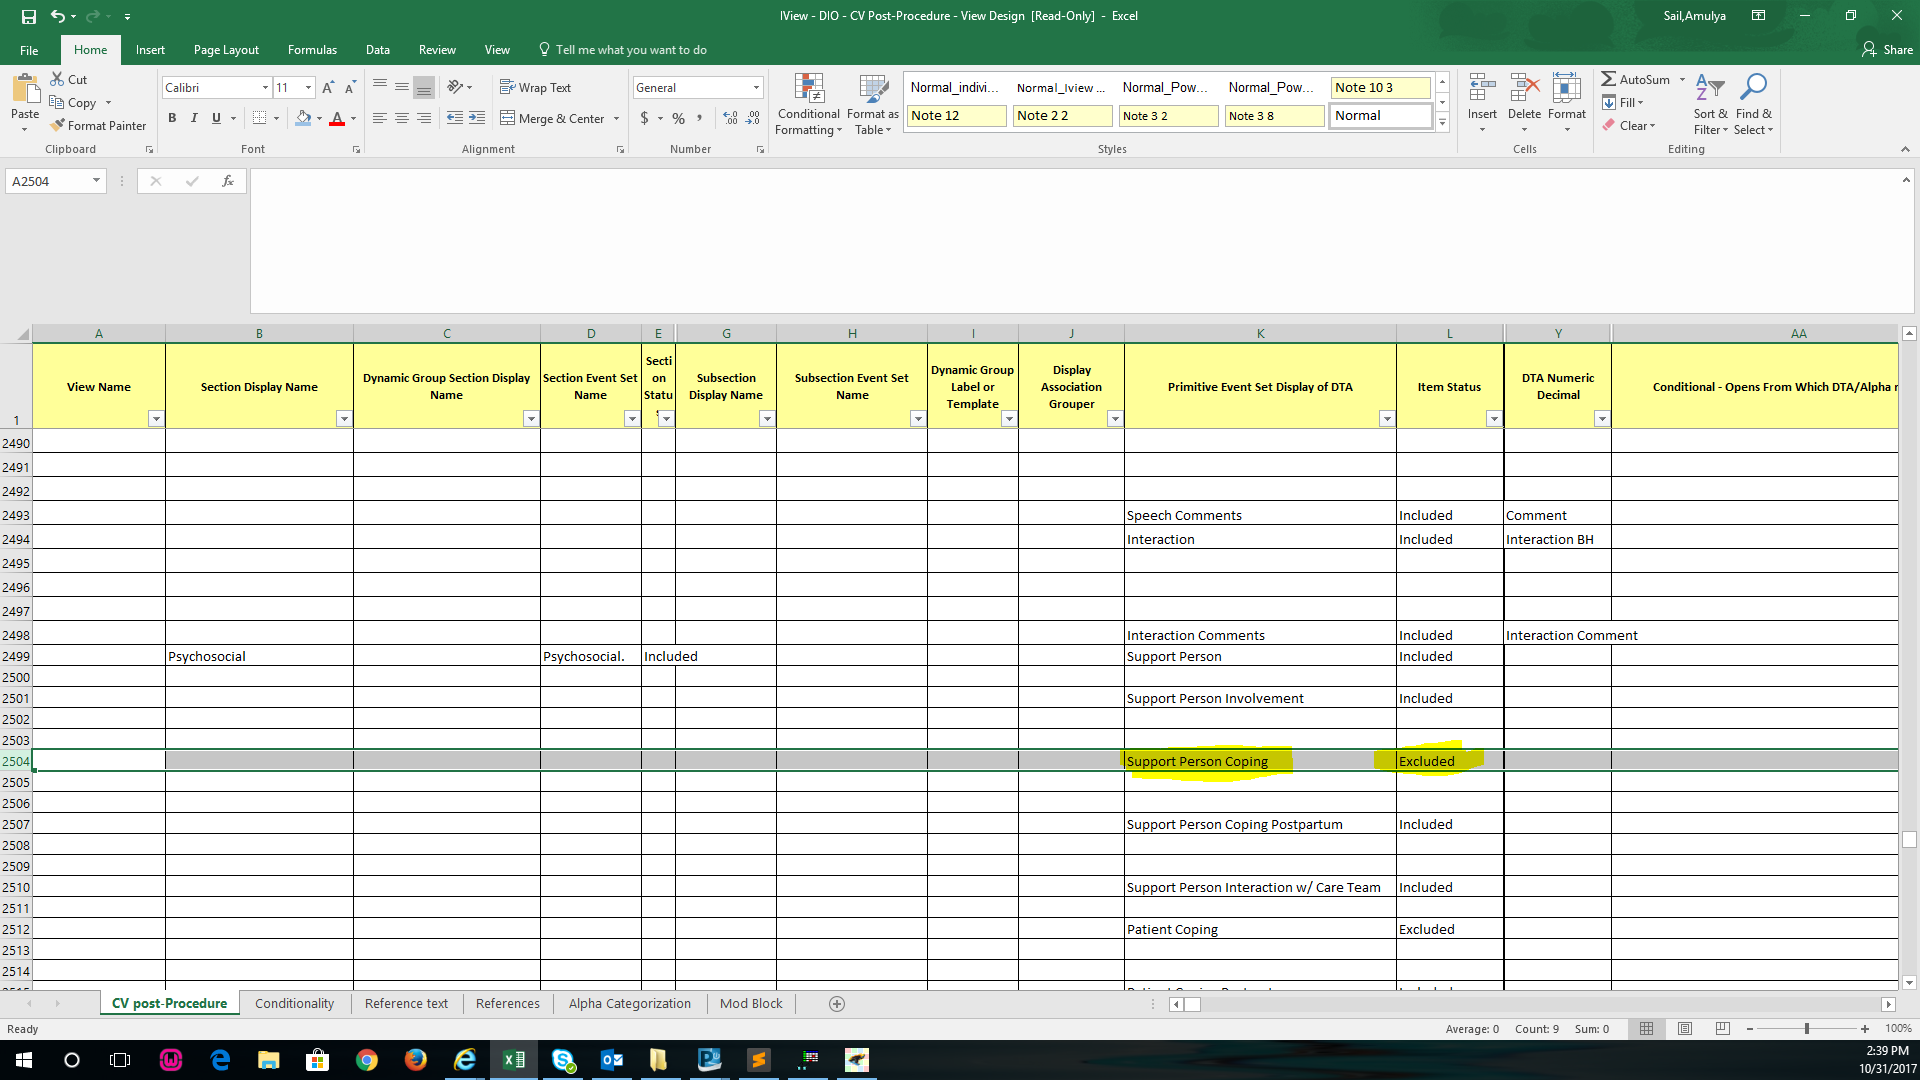 IView - DIO - CV Post-Procedure - View Design [Read-Only] - Excel
Sail,Amulya
File Home Insert Page Layout Formulas Data Review View Tell me what you want to do
Share
Paste
Cut
Copy
Format Painter
Clipboard
Calibri 11
B I U
Font
Wrap Text
Merge & Center
Alignment
General
$ % ,
Number
Conditional Formatting
Format as Table
Normal_indivi... Normal_Iview ... Normal_Pow... Normal_Pow... Note 10 3
Note 12 Note 2 2 Note 3 2 Note 3 8 Normal
Styles
Insert Delete Format
Cells
AutoSum
Fill
Clear
Sort & Filter
Find & Select
Editing
A2504
fx
A B C D E G H I J K L Y AA
1 View Name Section Display Name Dynamic Group Section Display Name Section Event Set Name Secti on Statu Subsection Display Name Subsection Event Set Name Dynamic Group Label or Template Display Association Grouper Primitive Event Set Display of DTA Item Status DTA Numeric Decimal Conditional - Opens From Which DTA/Alpha
2490
2491
2492
2493 Speech Comments Included Comment
2494 Interaction Included Interaction BH
2495
2496
2497
2498 Interaction Comments Included Interaction Comment
2499 Psychosocial Psychosocial. Included Support Person Included
2500
2501 Support Person Involvement Included
2502
2503
2504 Support Person Coping Excluded
2505
2506
2507 Support Person Coping Postpartum Included
2508
2509
2510 Support Person Interaction w/ Care Team Included
2511
2512 Patient Coping Excluded
2513
2514
CV post-Procedure Conditionality Reference text References Alpha Categorization Mod Block
Ready
Average: 0 Count: 9 Sum: 0
100%
2:39 PM
10/31/2017